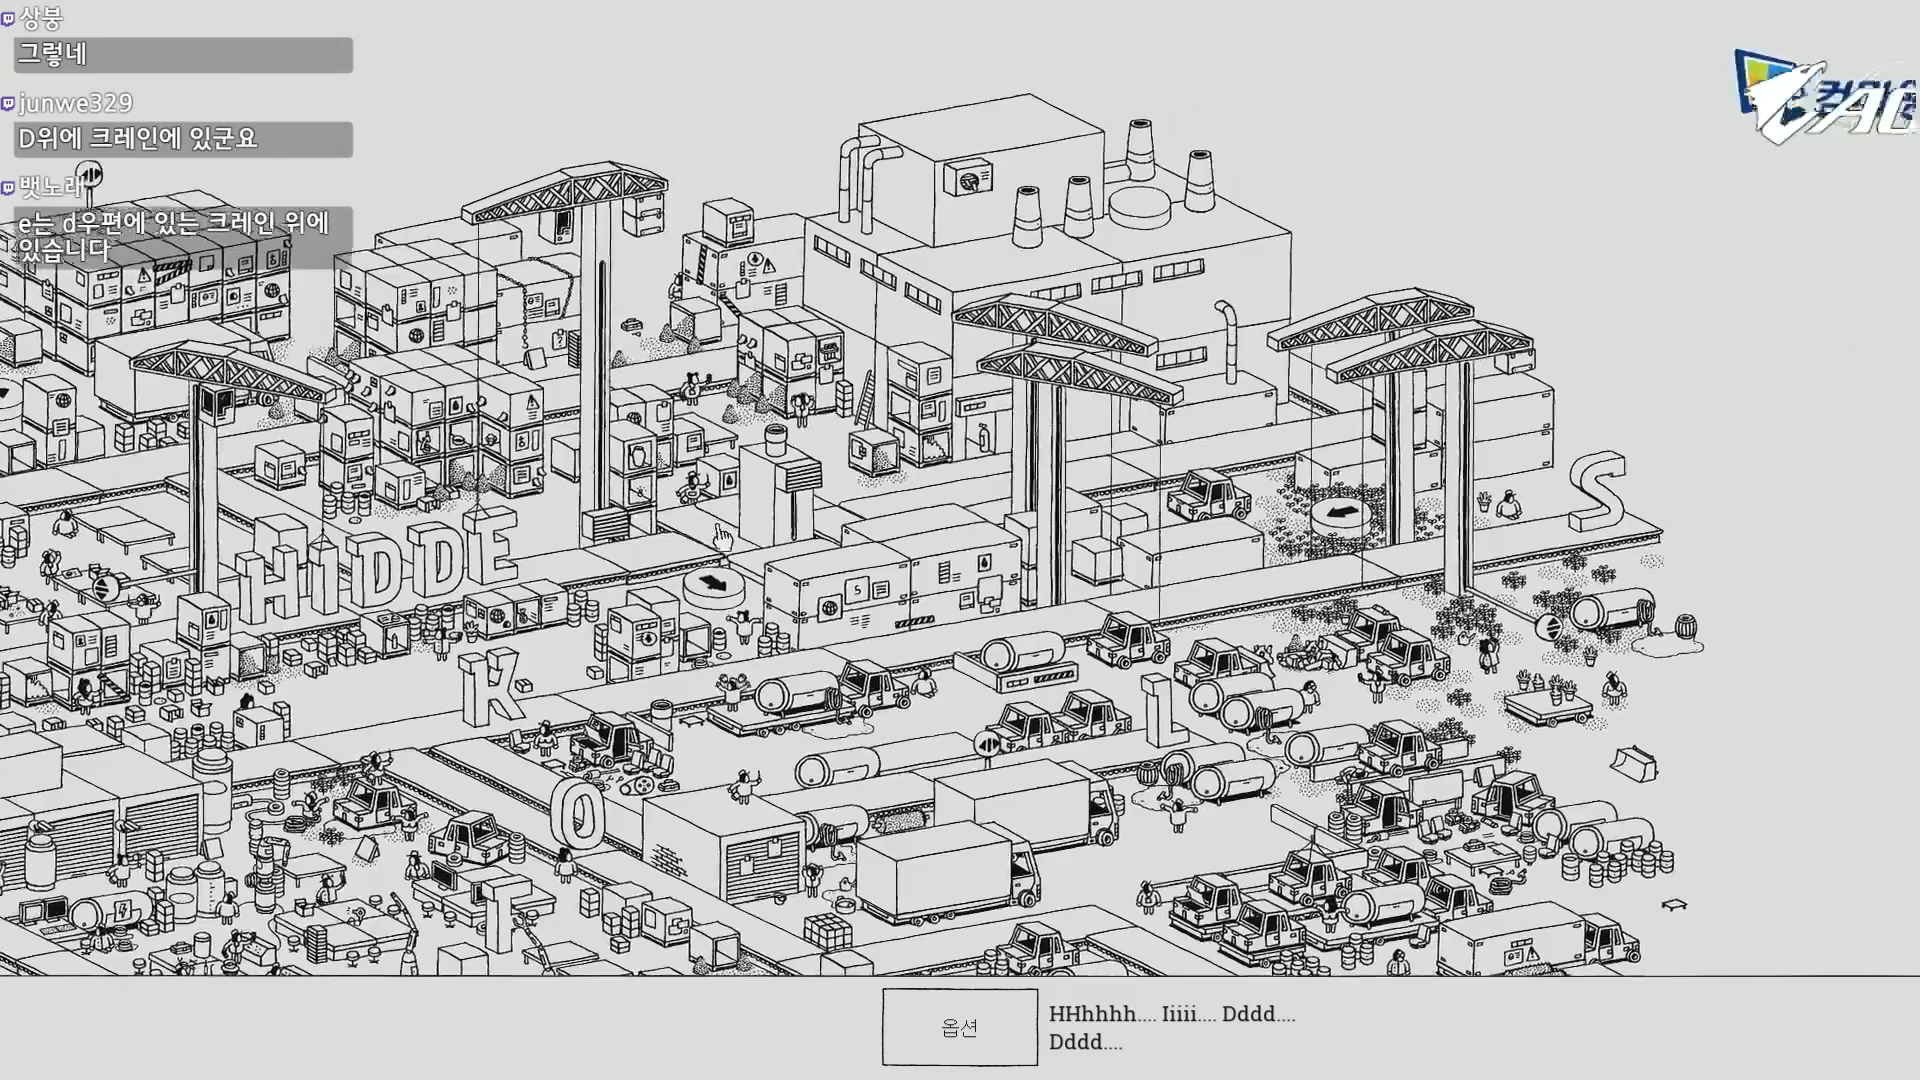 상붕
그렇네
junwe329
D위에 크레인에 있군요
뱃노래
e는 d우편에 있는 크레인 위에
있습니다
S
HIDDE
5
K
L
O
T
옵션
HHhhhh.... Iiiii.... Dddd....
Dddd....